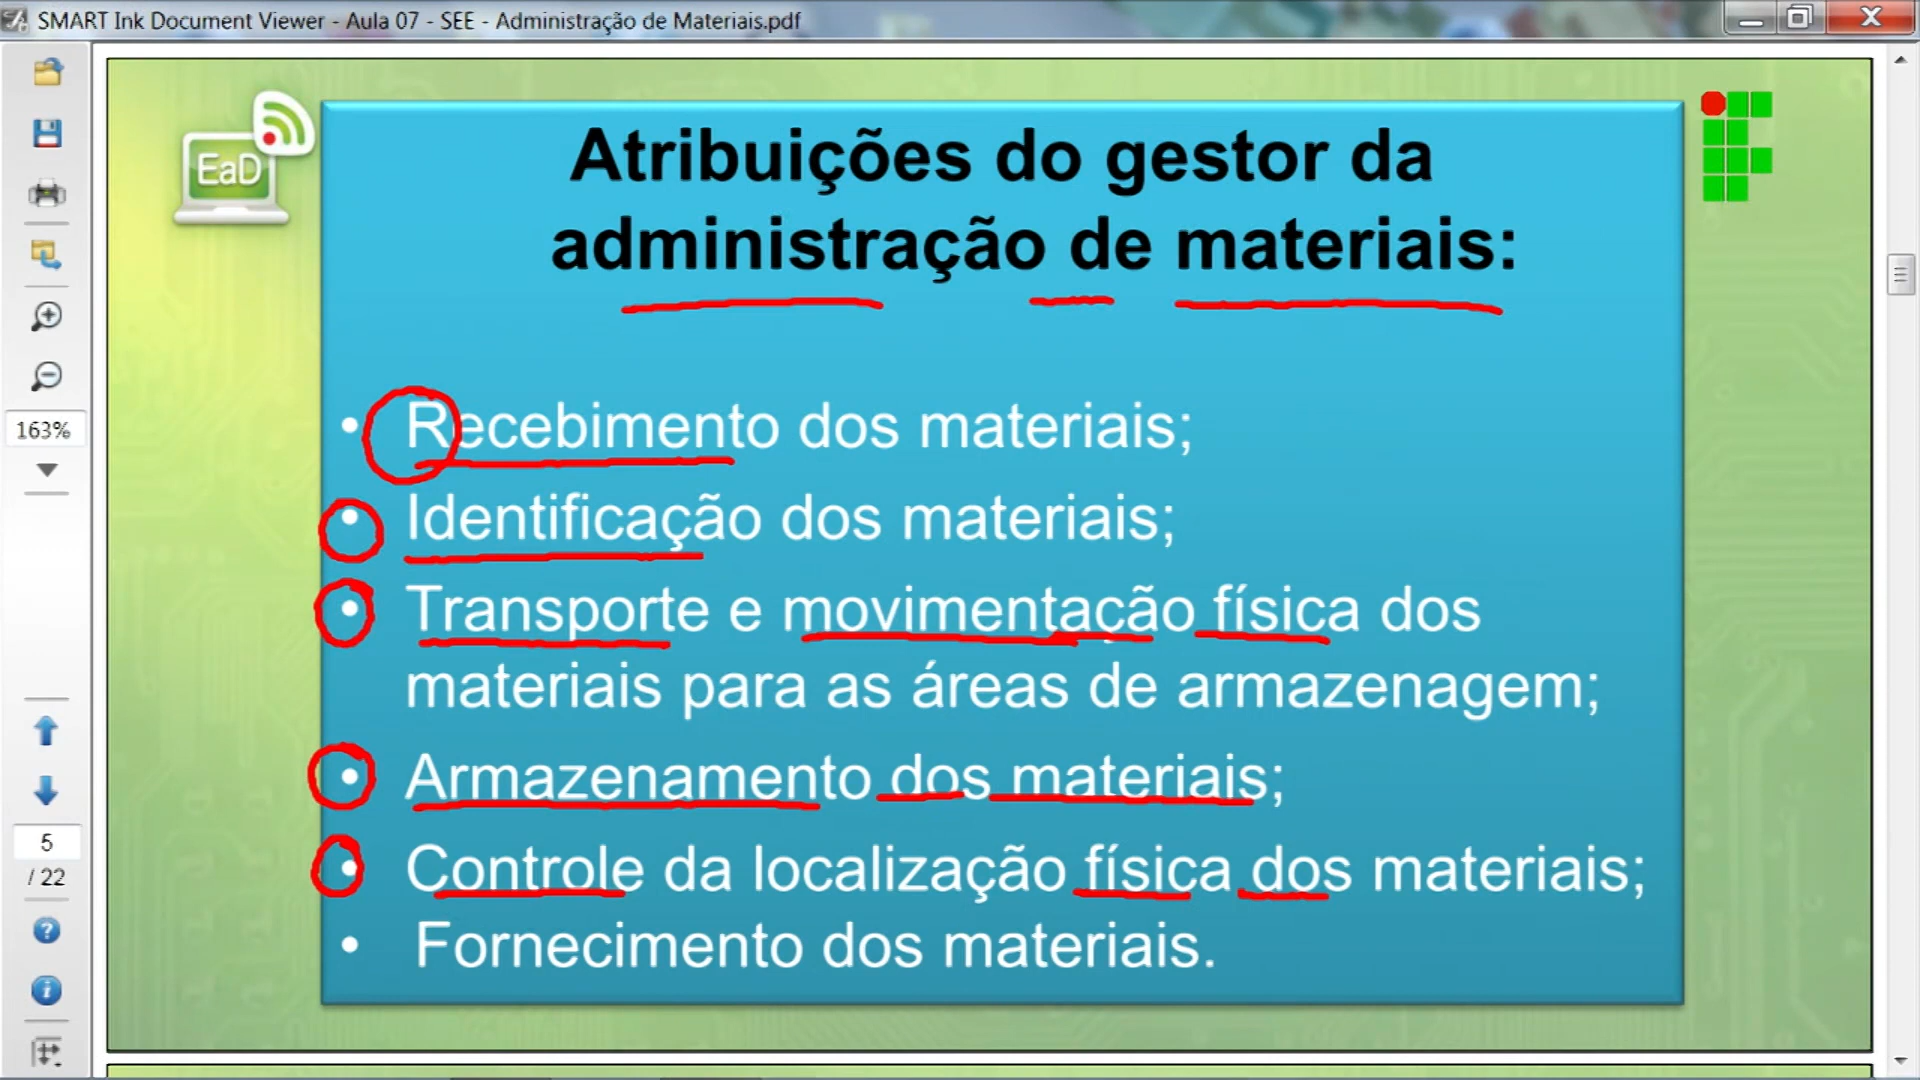 SMART Ink Document Viewer - Aula 07 - SEE - Administração de Materiais.pdf
EaD
Atribuições do gestor da
administração de materiais:
• Recebimento dos materiais;
• Identificação dos materiais;
• Transporte e movimentação física dos
materiais para as áreas de armazenagem;
• Armazenamento dos materiais;
• Controle da localização física dos materiais;
• Fornecimento dos materiais.
163%
5
/ 22